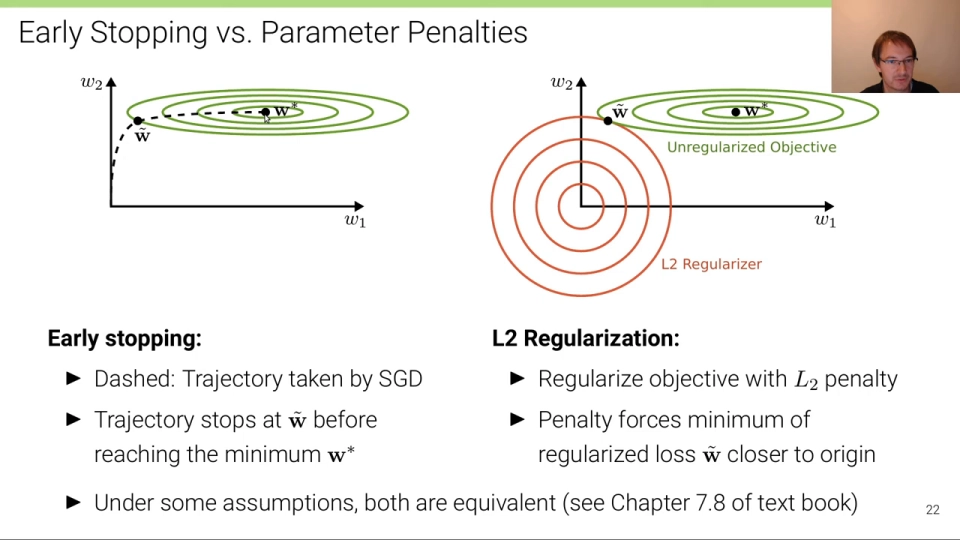 Early Stopping vs. Parameter Penalties
w₂
w*
w̃
w₁
w₂
w̃
w*
Unregularized Objective
w₁
L2 Regularizer
Early stopping:
► Dashed: Trajectory taken by SGD
► Trajectory stops at w̃ before
reaching the minimum w*
L2 Regularization:
► Regularize objective with L₂ penalty
► Penalty forces minimum of
regularized loss w̃ closer to origin
► Under some assumptions, both are equivalent (see Chapter 7.8 of text book)
22